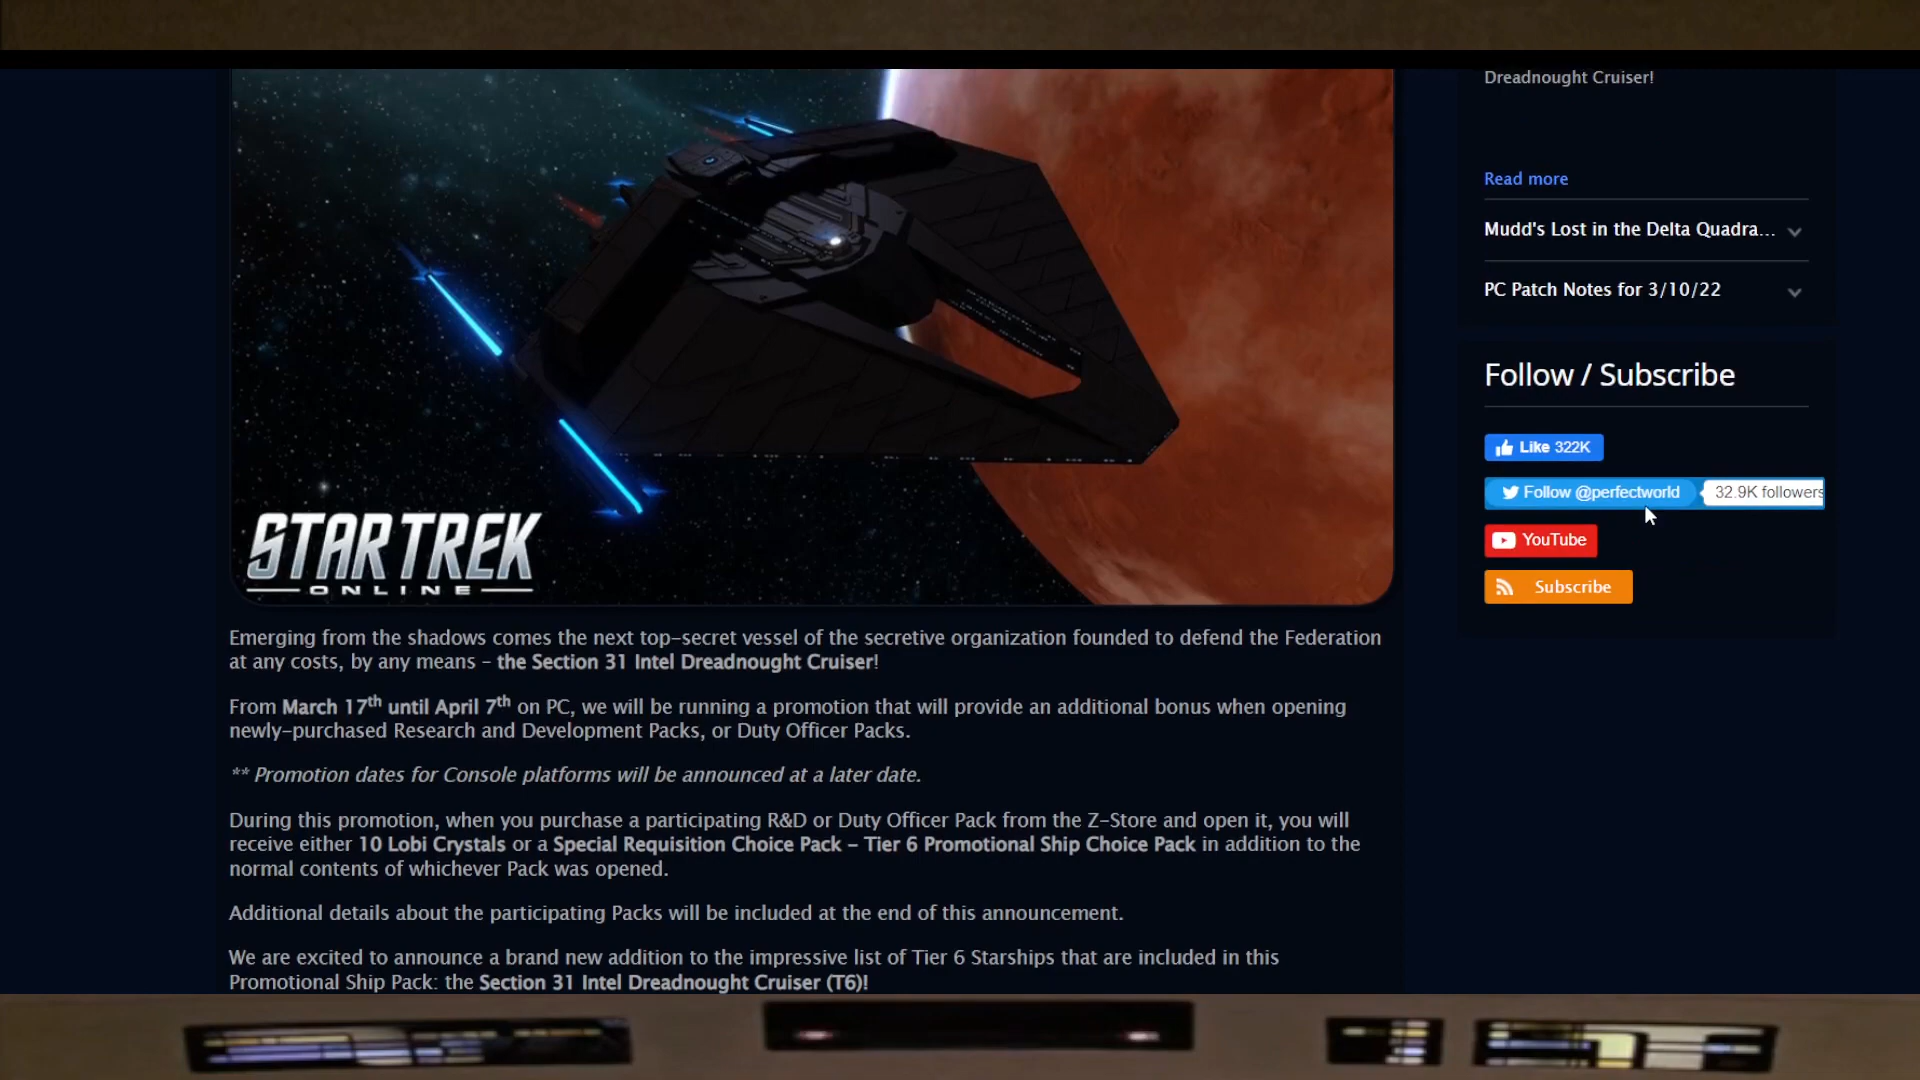 Dreadnought Cruiser!
Read more
Mudd's Lost in the Delta Quadra...
PC Patch Notes for 3/10/22
Follow / Subscribe
Like 322K
Follow @perfectworld
32.9K followers
YouTube
Subscribe
STAR TREK
ONLINE
Emerging from the shadows comes the next top-secret vessel of the secretive organization founded to defend the Federation
at any costs, by any means – the Section 31 Intel Dreadnought Cruiser!
From March 17th until April 7th on PC, we will be running a promotion that will provide an additional bonus when opening
newly-purchased Research and Development Packs, or Duty Officer Packs.
** Promotion dates for Console platforms will be announced at a later date.
During this promotion, when you purchase a participating R&D or Duty Officer Pack from the Z-Store and open it, you will
receive either 10 Lobi Crystals or a Special Requisition Choice Pack – Tier 6 Promotional Ship Choice Pack in addition to the
normal contents of whichever Pack was opened.
Additional details about the participating Packs will be included at the end of this announcement.
We are excited to announce a brand new addition to the impressive list of Tier 6 Starships that are included in this
Promotional Ship Pack: the Section 31 Intel Dreadnought Cruiser (T6)!